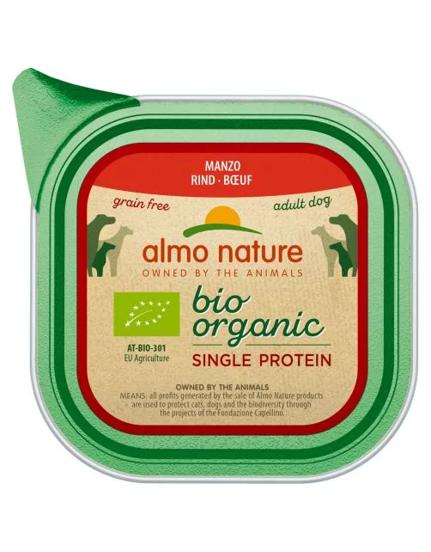 MANZO
RIND · BŒUF
grain free
adult dog
almo nature
OWNED BY THE ANIMALS
bio
organic
AT-BIO-301
EU Agriculture
SINGLE PROTEIN
OWNED BY THE ANIMALS
MEANS: all profits generated by the sale of Almo Nature products
are used to protect cats, dogs and the biodiversity through
the projects of the Fondazione Capellino.